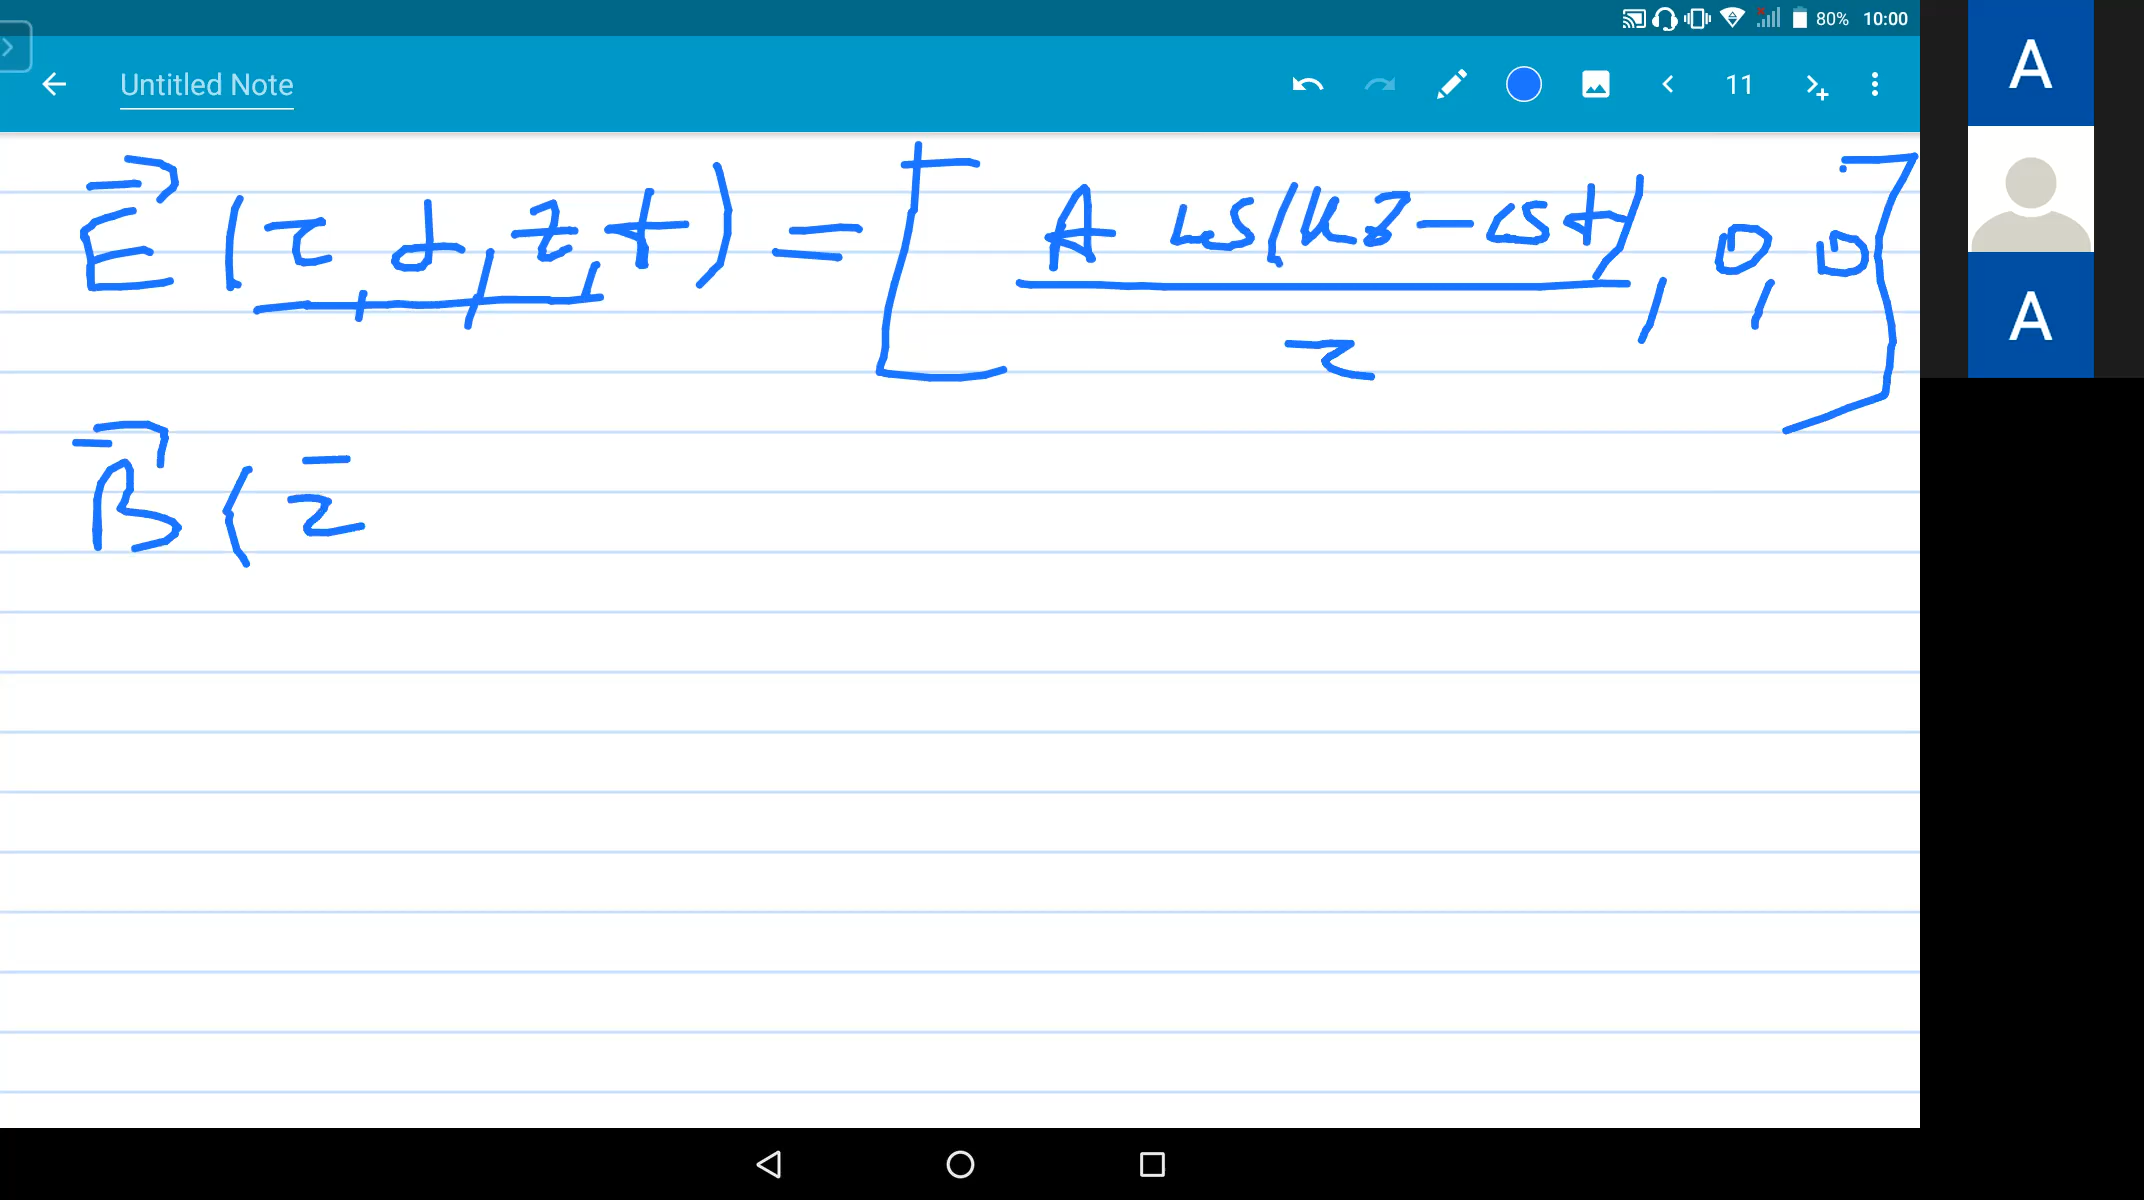 80% 10:00
Untitled Note 11
A
E⃗ (r, φ, z, t) = [ A cos(kz - ωt) / r , 0, 0 ]
A
B⃗ ( r